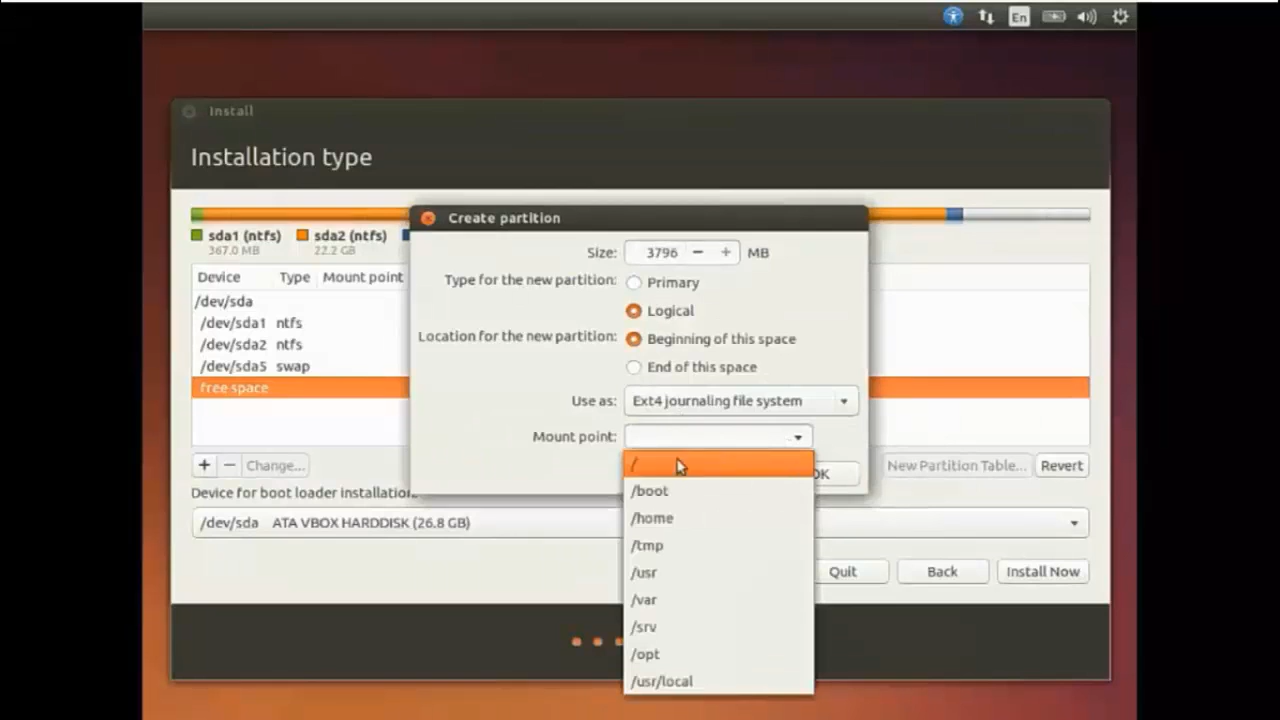 En
Install
Installation type
Create partition
sda1 (ntfs)
367.0 MB
sda2 (ntfs)
22.2 GB
Device Type Mount point
/dev/sda
/dev/sda1 ntfs
/dev/sda2 ntfs
/dev/sda5 swap
free space
Size: 3796 − + MB
Type for the new partition: Primary
Logical
Location for the new partition: Beginning of this space
End of this space
Use as: Ext4 journaling file system
Mount point:
/
/boot
/home
/tmp
/usr
/var
/srv
/opt
/usr/local
OK
+ − Change...
New Partition Table... Revert
Device for boot loader installation:
/dev/sda ATA VBOX HARDDISK (26.8 GB)
Quit Back Install Now